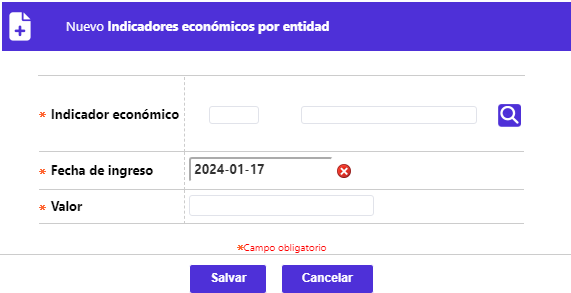 Nuevo Indicadores económicos por entidad
* Indicador económico
* Fecha de ingreso 2024-01-17
* Valor
*Campo obligatorio
Salvar Cancelar